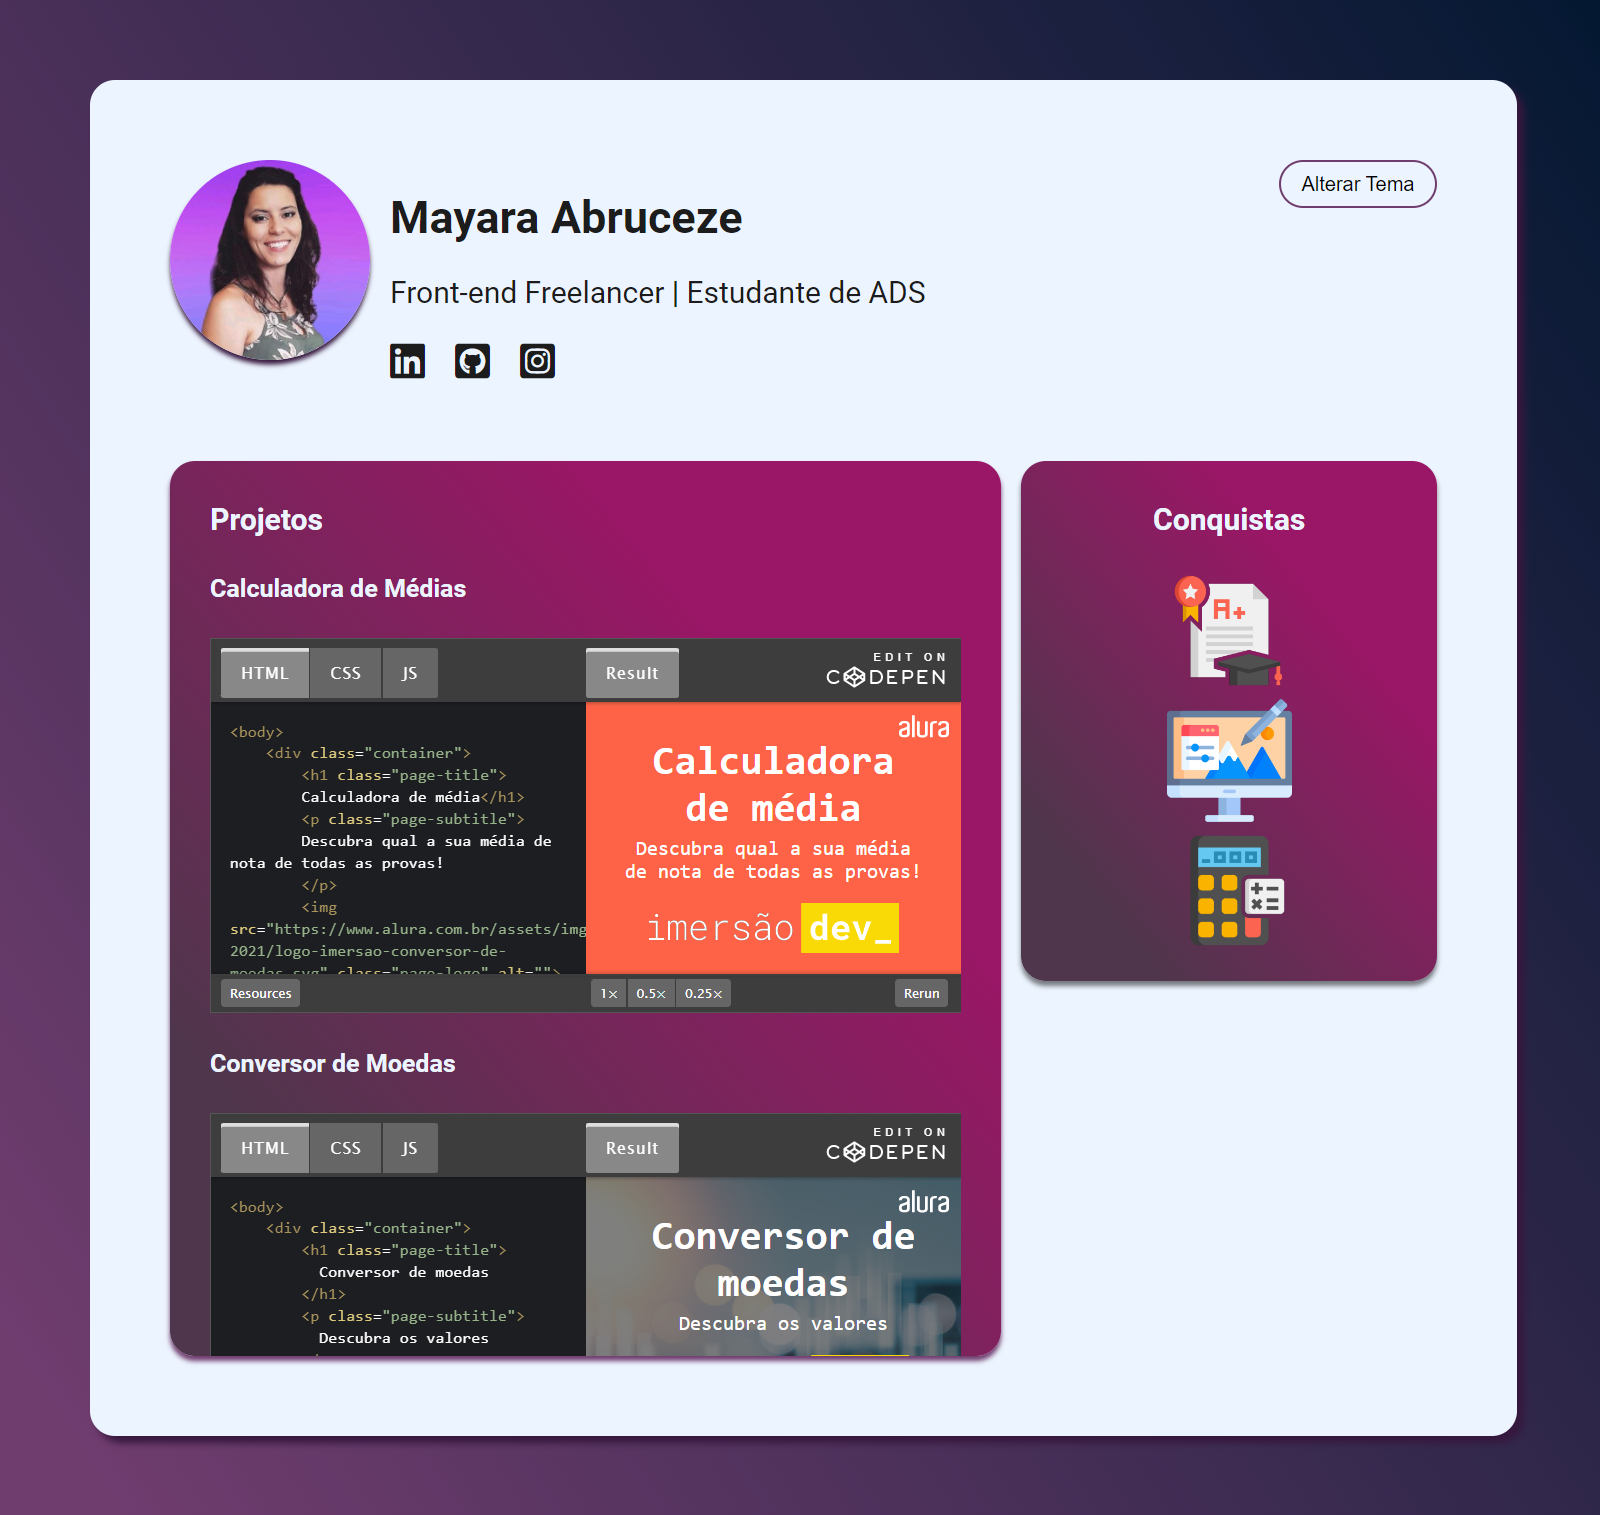 Alterar Tema
Mayara Abruceze
Front-end Freelancer | Estudante de ADS
Projetos
Calculadora de Médias
HTML CSS JS Result EDIT ON
CODEPEN
<body>
<div class="container">
<h1 class="page-title">
Calculadora de média</h1>
<p class="page-subtitle">
Descubra qual a sua média de
nota de todas as provas!
</p>
<img
src="https://www.alura.com.br/assets/img
2021/logo-imersao-conversor-de-
moedas.svg" class="page-logo" alt="">
alura
Calculadora
de média
Descubra qual a sua média
de nota de todas as provas!
imersão dev_
Resources 1× 0.5× 0.25× Rerun
Conversor de Moedas
HTML CSS JS Result EDIT ON
CODEPEN
<body>
<div class="container">
<h1 class="page-title">
Conversor de moedas
</h1>
<p class="page-subtitle">
Descubra os valores
alura
Conversor de
moedas
Descubra os valores
Conquistas
A+